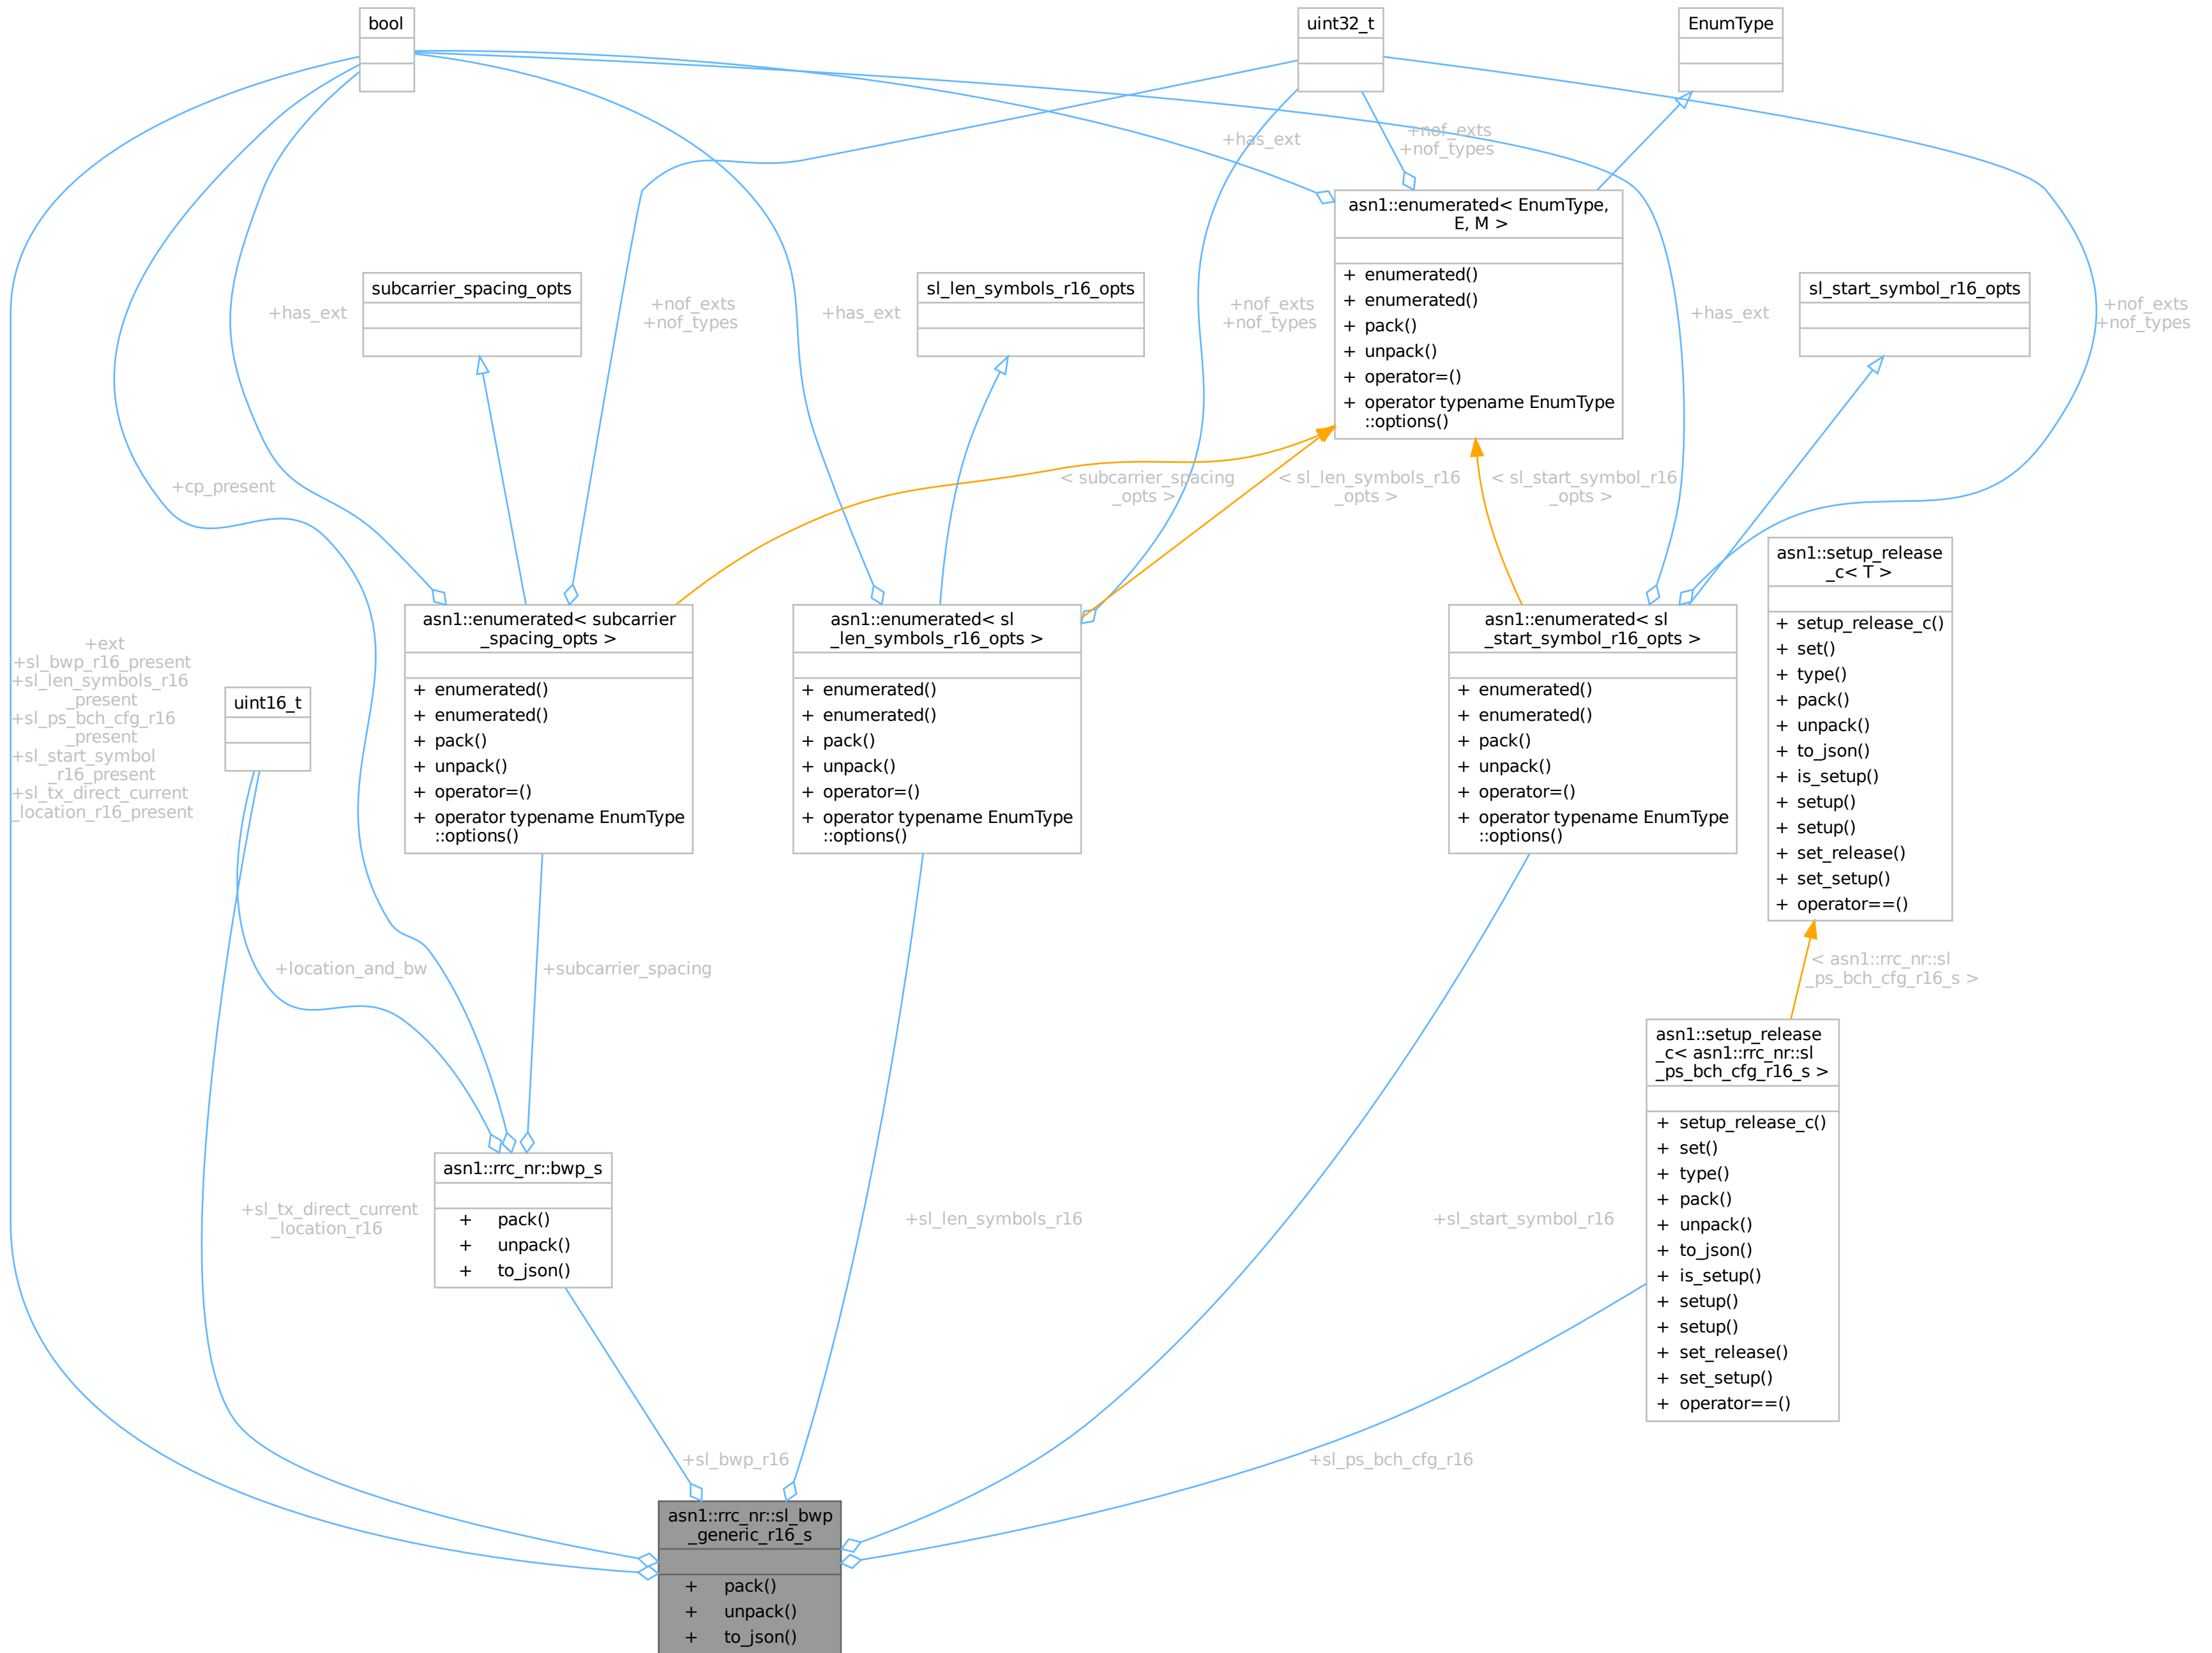 bool
uint32_t
EnumType
+has_ext
+nof_exts
+nof_types
asn1::enumerated< EnumType,
E, M >
+ enumerated()
+ enumerated()
+ pack()
+ unpack()
+ operator=()
+ operator typename EnumType
::options()
subcarrier_spacing_opts
sl_len_symbols_r16_opts
sl_start_symbol_r16_opts
+has_ext
+nof_exts
+nof_types
+has_ext
+nof_exts
+nof_types
+has_ext
+nof_exts
+nof_types
+cp_present
< subcarrier_spacing
_opts >
< sl_len_symbols_r16
_opts >
< sl_start_symbol_r16
_opts >
asn1::setup_release
_c< T >
+ setup_release_c()
+ set()
+ type()
+ pack()
+ unpack()
+ to_json()
+ is_setup()
+ setup()
+ setup()
+ set_release()
+ set_setup()
+ operator==()
asn1::enumerated< subcarrier
_spacing_opts >
+ enumerated()
+ enumerated()
+ pack()
+ unpack()
+ operator=()
+ operator typename EnumType
::options()
asn1::enumerated< sl
_len_symbols_r16_opts >
+ enumerated()
+ enumerated()
+ pack()
+ unpack()
+ operator=()
+ operator typename EnumType
::options()
asn1::enumerated< sl
_start_symbol_r16_opts >
+ enumerated()
+ enumerated()
+ pack()
+ unpack()
+ operator=()
+ operator typename EnumType
::options()
+ext
+sl_bwp_r16_present
+sl_len_symbols_r16
_present
+sl_ps_bch_cfg_r16
_present
+sl_start_symbol
_r16_present
+sl_tx_direct_current
_location_r16_present
uint16_t
+location_and_bw
+subcarrier_spacing
< asn1::rrc_nr::sl
_ps_bch_cfg_r16_s >
asn1::setup_release
_c< asn1::rrc_nr::sl
_ps_bch_cfg_r16_s >
+ setup_release_c()
+ set()
+ type()
+ pack()
+ unpack()
+ to_json()
+ is_setup()
+ setup()
+ setup()
+ set_release()
+ set_setup()
+ operator==()
asn1::rrc_nr::bwp_s
+ pack()
+ unpack()
+ to_json()
+sl_tx_direct_current
_location_r16
+sl_len_symbols_r16
+sl_start_symbol_r16
+sl_bwp_r16
+sl_ps_bch_cfg_r16
asn1::rrc_nr::sl_bwp
_generic_r16_s
+ pack()
+ unpack()
+ to_json()